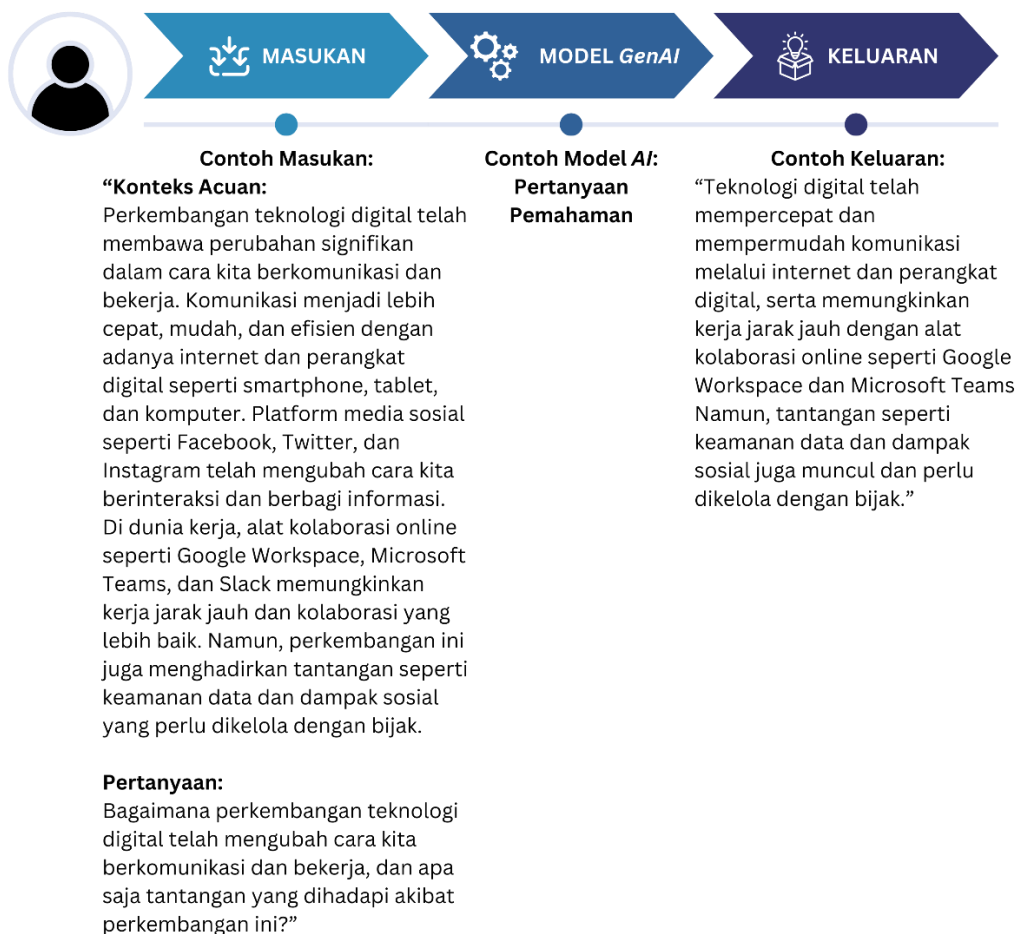 MASUKAN
MODEL GenAI
KELUARAN
Contoh Masukan:
“Konteks Acuan:
Perkembangan teknologi digital telah
membawa perubahan signifikan
dalam cara kita berkomunikasi dan
bekerja. Komunikasi menjadi lebih
cepat, mudah, dan efisien dengan
adanya internet dan perangkat
digital seperti smartphone, tablet,
dan komputer. Platform media sosial
seperti Facebook, Twitter, dan
Instagram telah mengubah cara kita
berinteraksi dan berbagi informasi.
Di dunia kerja, alat kolaborasi online
seperti Google Workspace, Microsoft
Teams, dan Slack memungkinkan
kerja jarak jauh dan kolaborasi yang
lebih baik. Namun, perkembangan ini
juga menghadirkan tantangan seperti
keamanan data dan dampak sosial
yang perlu dikelola dengan bijak.
Pertanyaan:
Bagaimana perkembangan teknologi
digital telah mengubah cara kita
berkomunikasi dan bekerja, dan apa
saja tantangan yang dihadapi akibat
perkembangan ini?”
Contoh Model AI:
Pertanyaan
Pemahaman
Contoh Keluaran:
“Teknologi digital telah
mempercepat dan
mempermudah komunikasi
melalui internet dan perangkat
digital, serta memungkinkan
kerja jarak jauh dengan alat
kolaborasi online seperti Google
Workspace dan Microsoft Teams
Namun, tantangan seperti
keamanan data dan dampak
sosial juga muncul dan perlu
dikelola dengan bijak.”